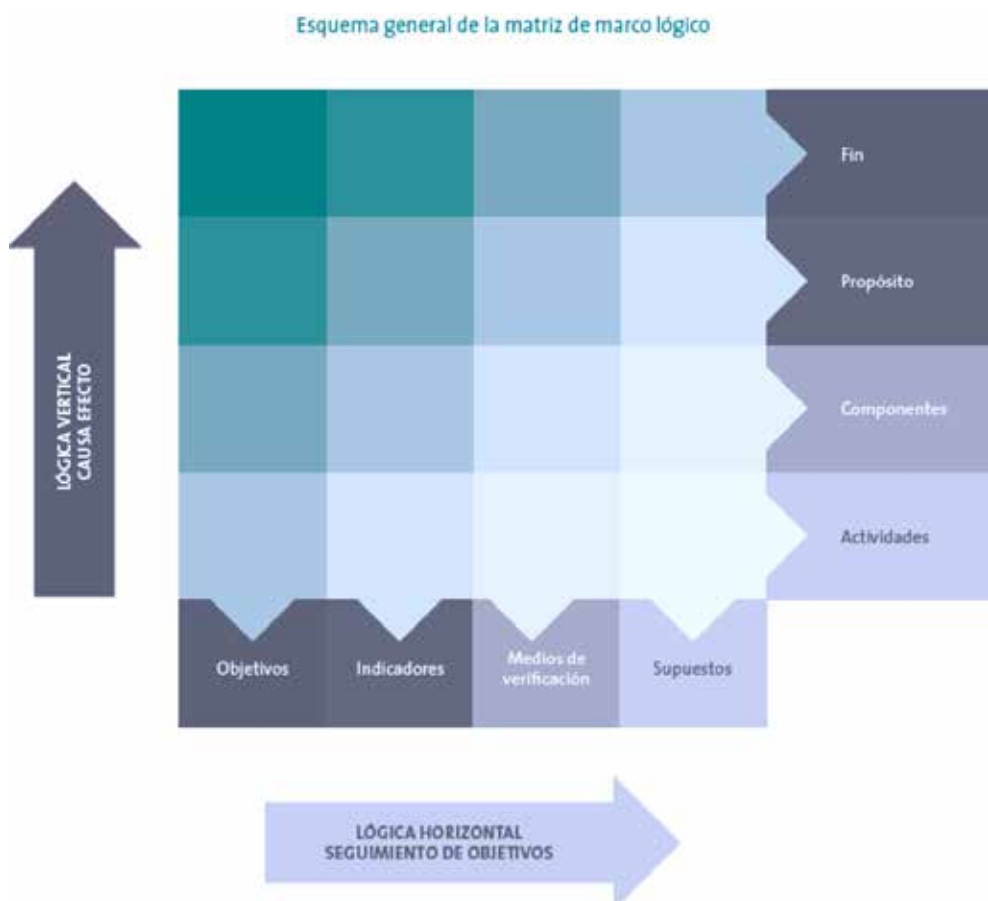 Esquema general de la matriz de marco lógico
Fin
Propósito
Componentes
Actividades
LÓGICA VERTICAL
CAUSA EFECTO
Objetivos
Indicadores
Medios de
verificación
Supuestos
LÓGICA HORIZONTAL
SEGUIMIENTO DE OBJETIVOS